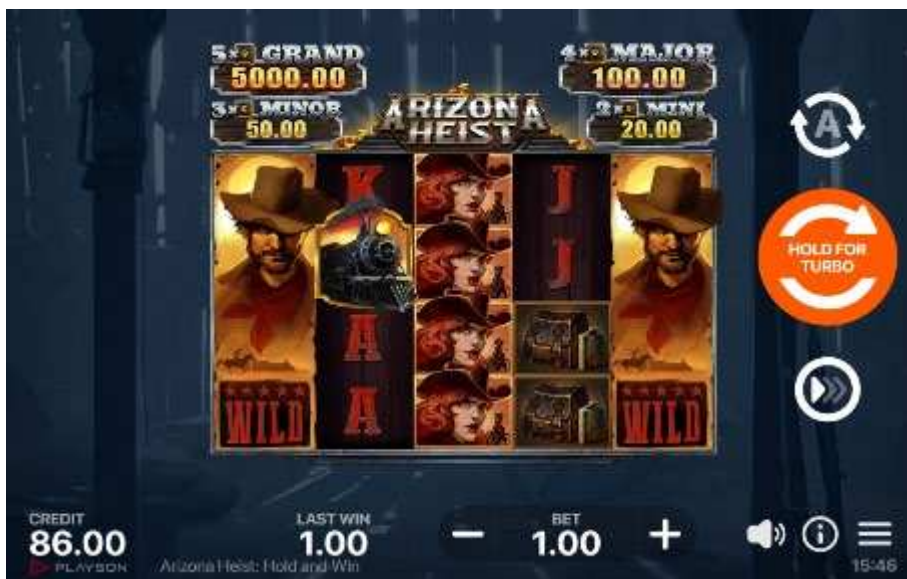 5× GRAND
5000.00
4× MAJOR
100.00
3× MINOR
50.00
ARIZONA
HEIST
2× MINI
20.00
K
J
J
A
A
WILD
WILD
A
HOLD FOR
TURBO
CREDIT
86.00
LAST WIN
1.00
BET
1.00
PLAYSON
Arizona Heist: Hold and Win
15:46